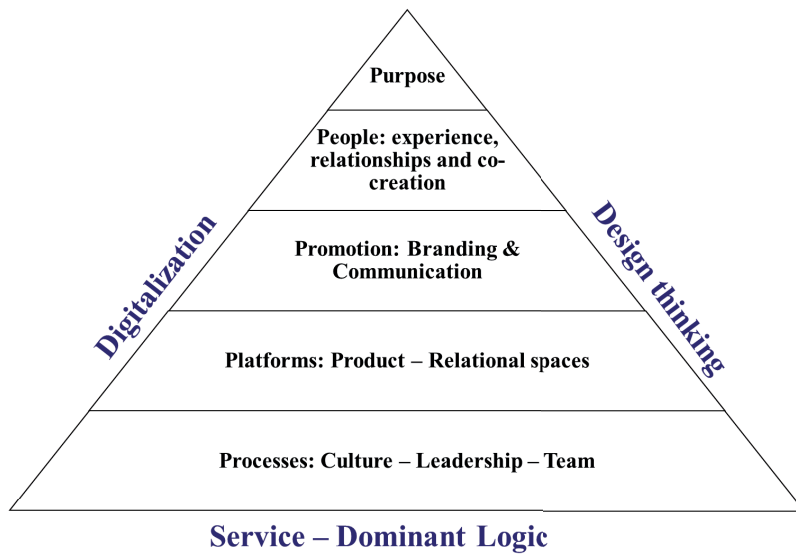 Purpose
People: experience,
relationships and co-
creation
Promotion: Branding &
Communication
Platforms: Product – Relational spaces
Processes: Culture – Leadership – Team
Digitalization
Design thinking
Service – Dominant Logic